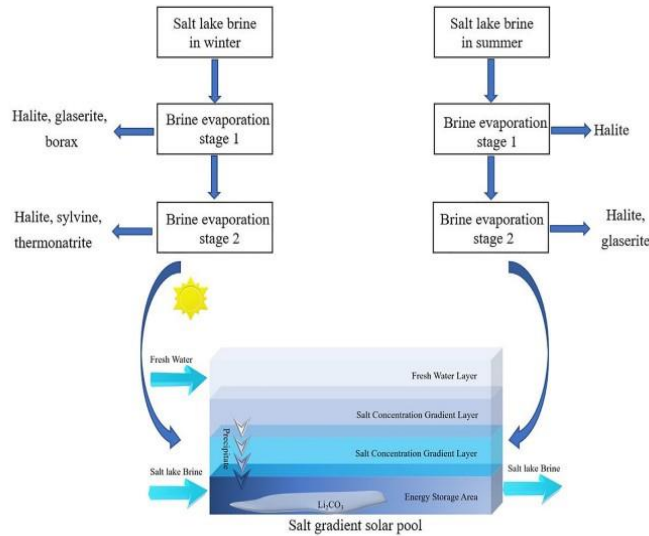 Salt lake brine
in winter
Salt lake brine
in summer
Halite, glaserite,
borax
Brine evaporation
stage 1
Brine evaporation
stage 1
Halite
Halite, sylvine,
thermonatrite
Brine evaporation
stage 2
Brine evaporation
stage 2
Halite,
glaserite
Fresh Water
Fresh Water Layer
Salt Concentration Gradient Layer
Precipitate
Salt Concentration Gradient Layer
Salt lake Brine
Salt lake Brine
Energy Storage Area
Li₂CO₃
Salt gradient solar pool